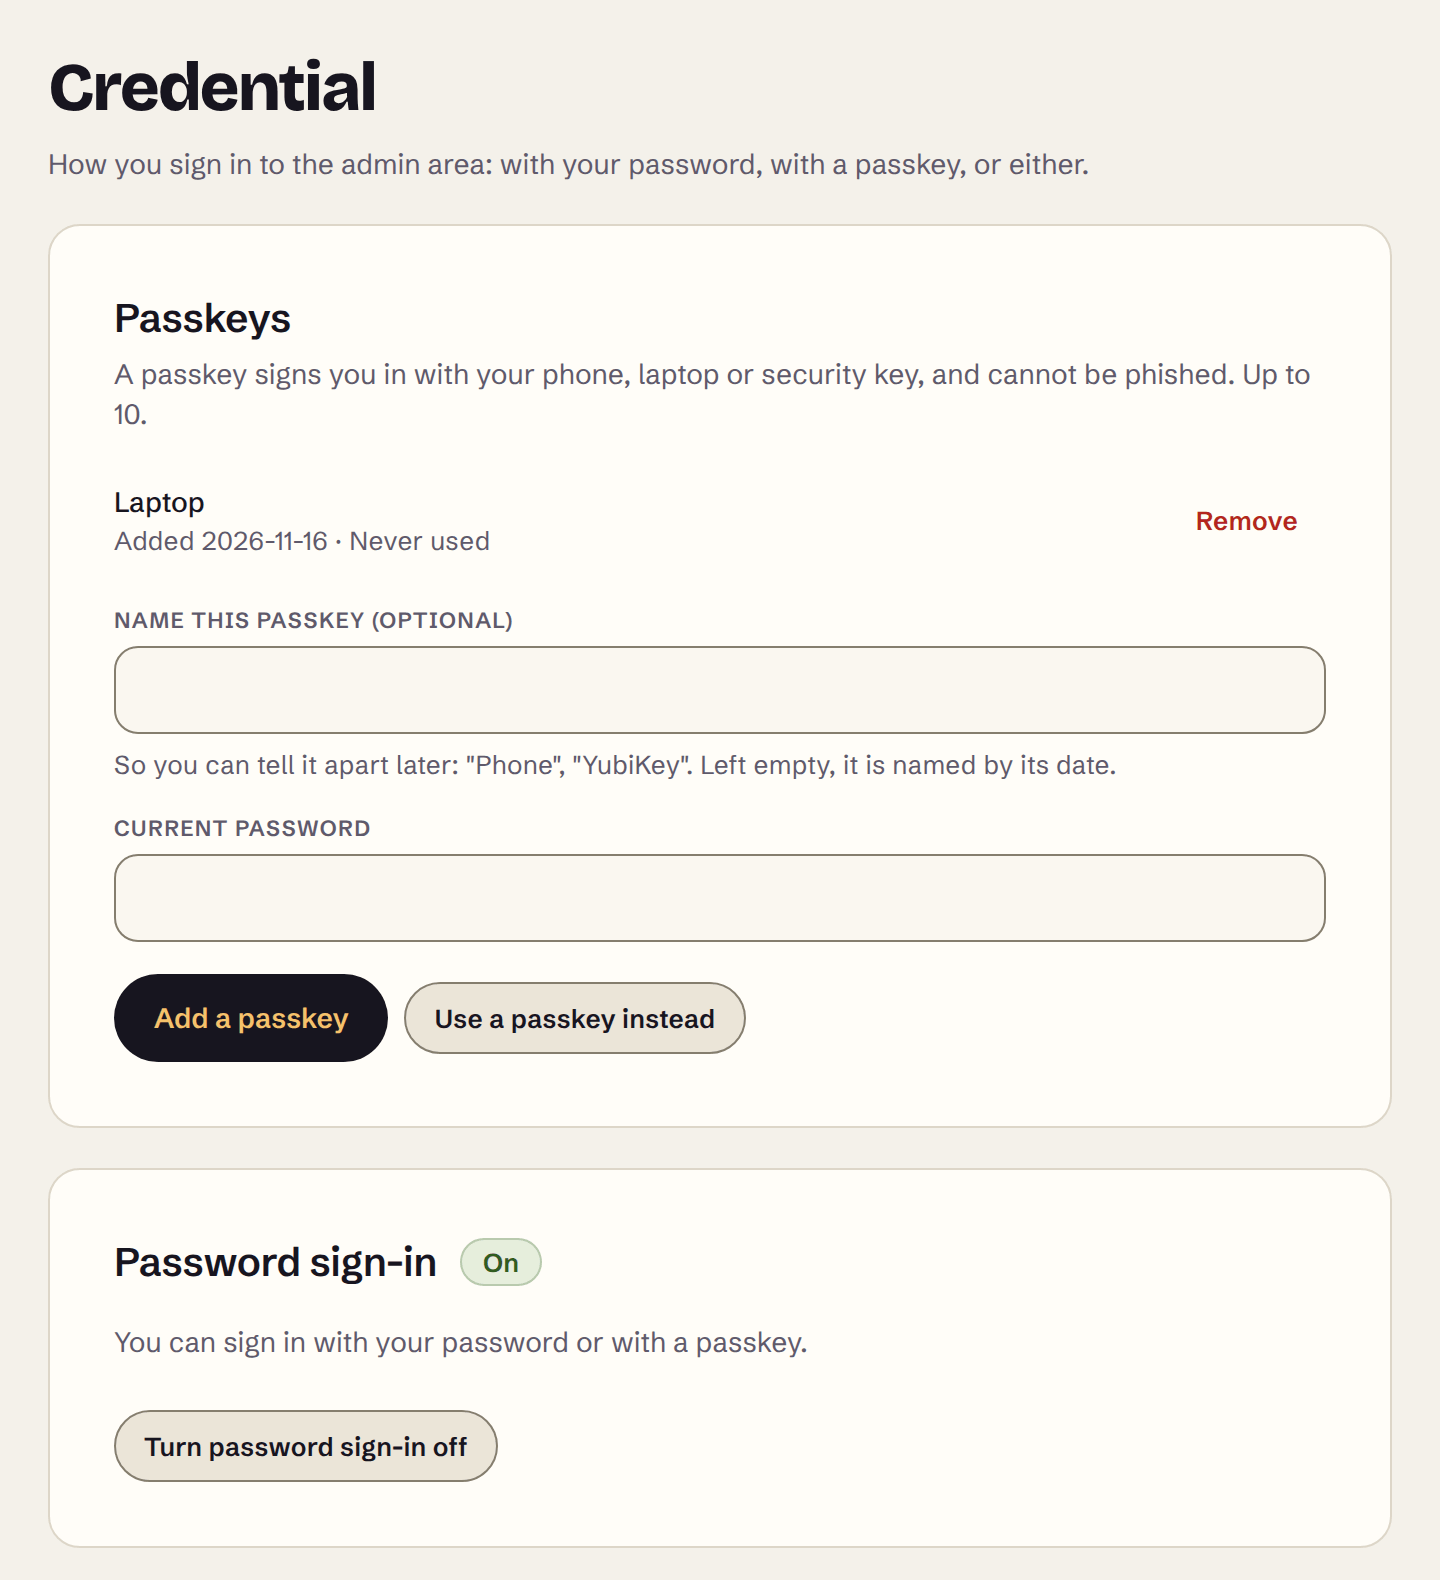 Credential
How you sign in to the admin area: with your password, with a passkey, or either.
Passkeys
A passkey signs you in with your phone, laptop or security key, and cannot be phished. Up to
10.
Laptop
Added 2026-11-16 · Never used
Remove
NAME THIS PASSKEY (OPTIONAL)
So you can tell it apart later: "Phone", "YubiKey". Left empty, it is named by its date.
CURRENT PASSWORD
Add a passkey
Use a passkey instead
Password sign-in
On
You can sign in with your password or with a passkey.
Turn password sign-in off